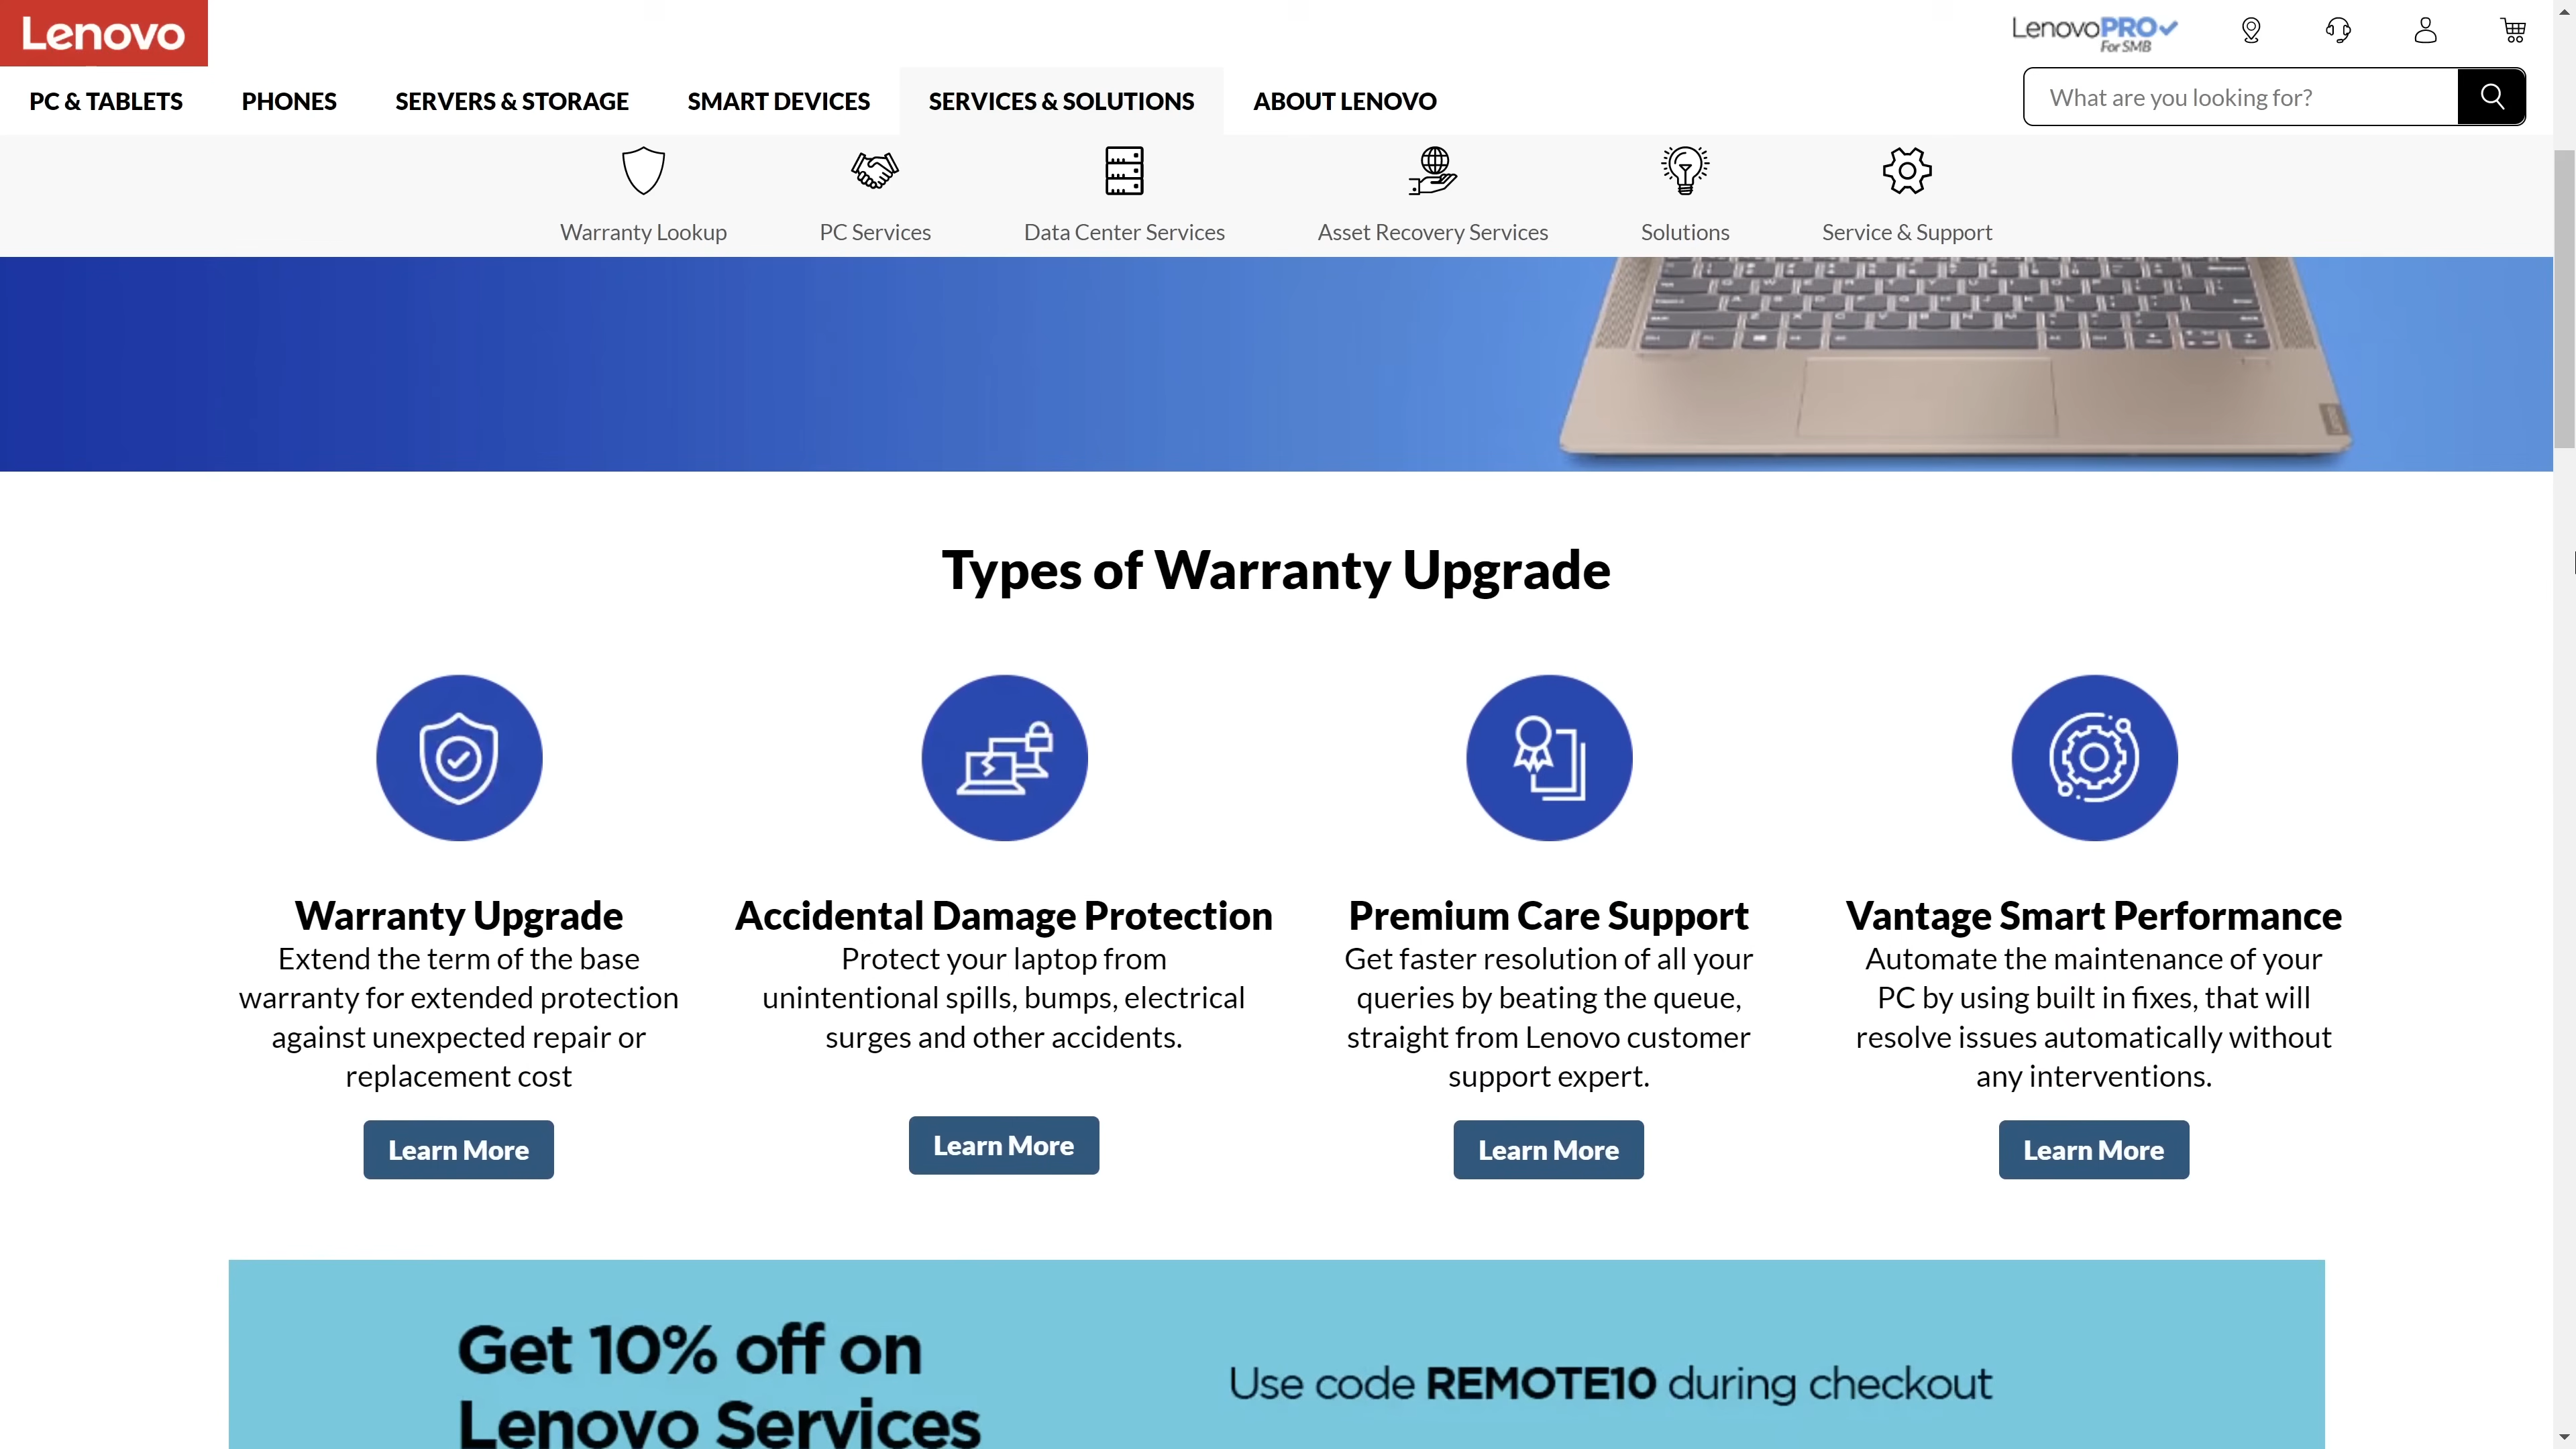 Lenovo
LenovoPRO
For SMB
PC & TABLETS
PHONES
SERVERS & STORAGE
SMART DEVICES
SERVICES & SOLUTIONS
ABOUT LENOVO
What are you looking for?
Warranty Lookup
PC Services
Data Center Services
Asset Recovery Services
Solutions
Service & Support
Types of Warranty Upgrade
Warranty Upgrade
Extend the term of the base
warranty for extended protection
against unexpected repair or
replacement cost
Learn More
Accidental Damage Protection
Protect your laptop from
unintentional spills, bumps, electrical
surges and other accidents.
Learn More
Premium Care Support
Get faster resolution of all your
queries by beating the queue,
straight from Lenovo customer
support expert.
Learn More
Vantage Smart Performance
Automate the maintenance of your
PC by using built in fixes, that will
resolve issues automatically without
any interventions.
Learn More
Get 10% off on
Lenovo Services
Use code REMOTE10 during checkout